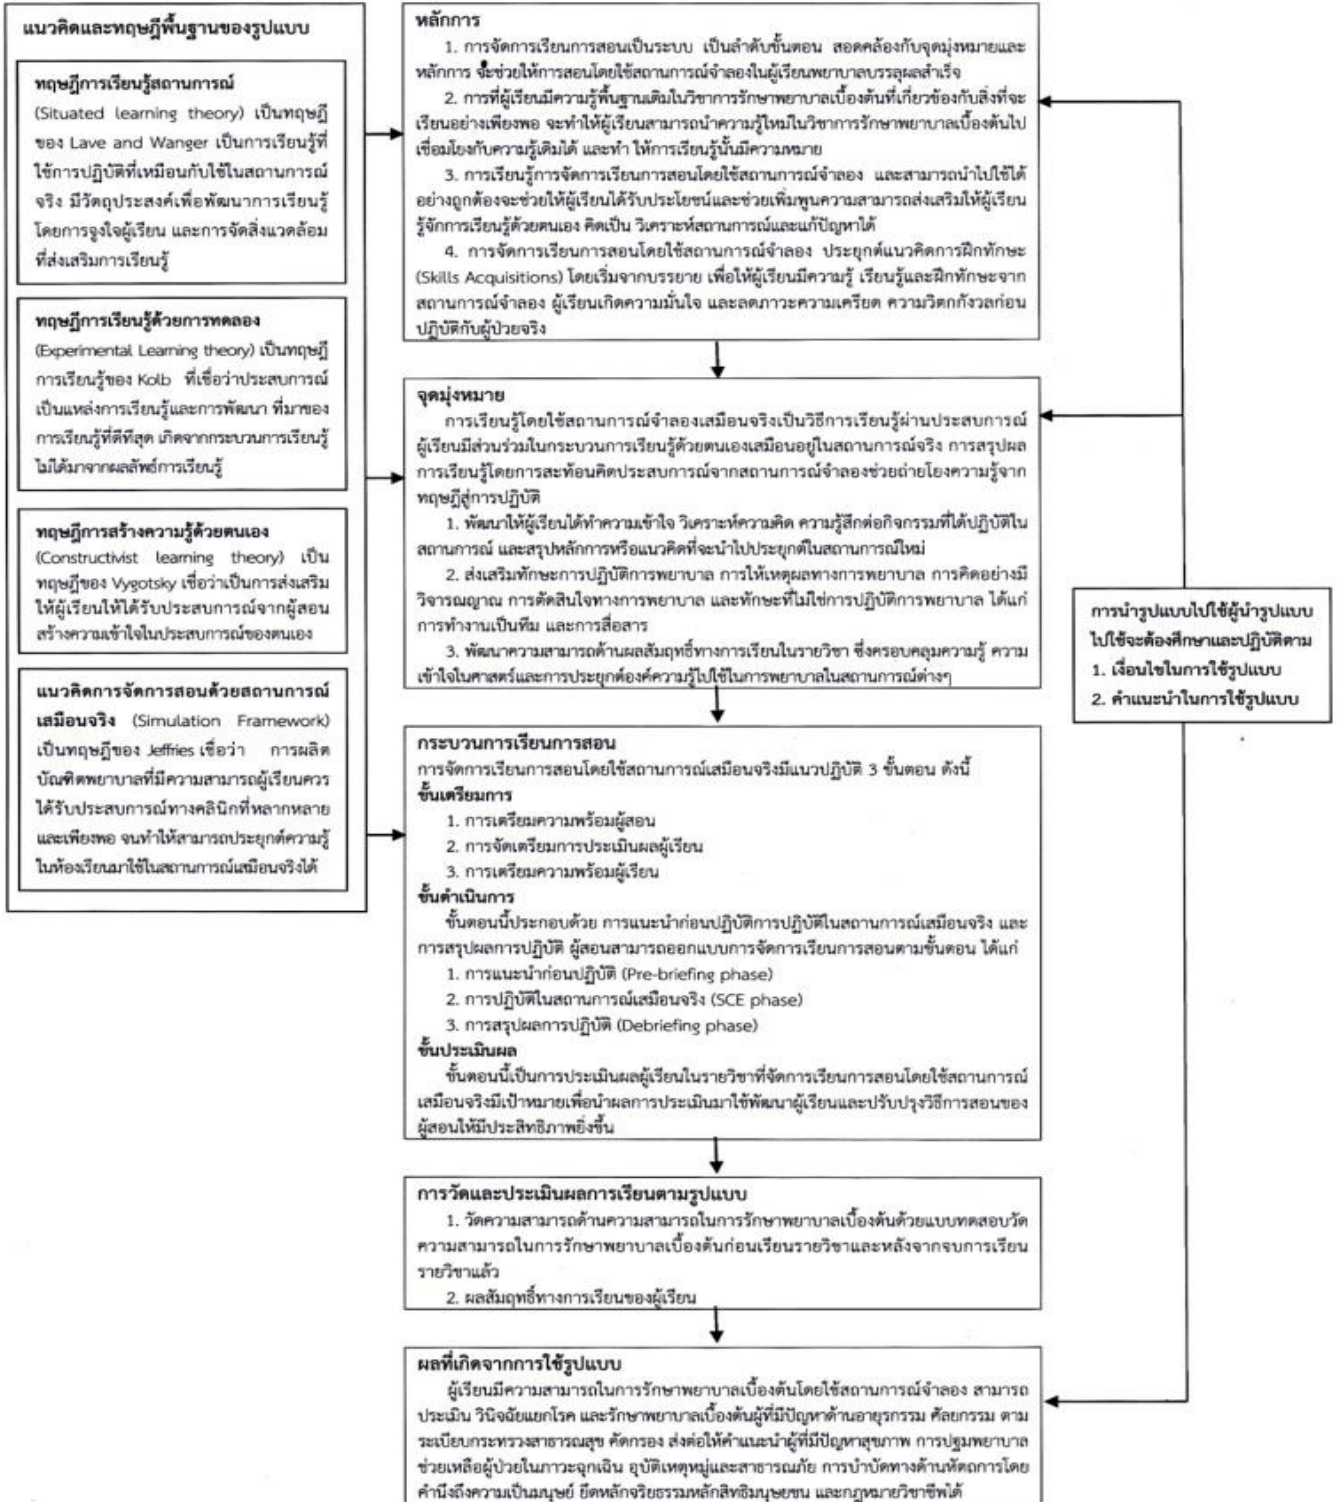 แนวคิดและทฤษฎีพื้นฐานของรูปแบบ
ทฤษฎีการเรียนรู้สถานการณ์
(Situated learning theory) เป็นทฤษฎี
ของ Lave and Wanger เป็นการเรียนรู้ที่
ใช้การปฏิบัติที่เหมือนกับใช้ในสถานการณ์
จริง มีวัตถุประสงค์เพื่อพัฒนาการเรียนรู้
โดยการจูงใจผู้เรียน และการจัดสิ่งแวดล้อม
ที่ส่งเสริมการเรียนรู้
ทฤษฎีการเรียนรู้ด้วยการทดลอง
(Experimental Learning theory) เป็นทฤษฎี
การเรียนรู้ของ Kolb ที่เชื่อว่าประสบการณ์
เป็นแหล่งการเรียนรู้และการพัฒนา ที่มาของ
การเรียนรู้ที่ดีที่สุด เกิดจากกระบวนการเรียนรู้
ไม่ได้มาจากผลลัพธ์การเรียนรู้
ทฤษฎีการสร้างความรู้ด้วยตนเอง
(Constructivist learning theory) เป็น
ทฤษฎีของ Vygotsky เชื่อว่าเป็นการส่งเสริม
ให้ผู้เรียนให้ได้รับประสบการณ์จากผู้สอน
สร้างความเข้าใจในประสบการณ์ของตนเอง
แนวคิดการจัดการสอนด้วยสถานการณ์
เสมือนจริง (Simulation Framework)
เป็นทฤษฎีของ Jeffries เชื่อว่า การผลิต
บัณฑิตพยาบาลที่มีความสามารถผู้เรียนควร
ได้รับประสบการณ์ทางคลินิกที่หลากหลาย
และเพียงพอ จนทำให้สามารถประยุกต์ความรู้
ในห้องเรียนมาใช้ในสถานการณ์เสมือนจริงได้
หลักการ
1. การจัดการเรียนการสอนเป็นระบบ เป็นลำดับขั้นตอน สอดคล้องกับจุดมุ่งหมายและ
หลักการ จะช่วยให้การสอนโดยใช้สถานการณ์จำลองในผู้เรียนพยาบาลบรรลุผลสำเร็จ
2. การที่ผู้เรียนมีความรู้พื้นฐานเดิมในวิชาการรักษาพยาบาลเบื้องต้นที่เกี่ยวข้องกับสิ่งที่จะ
เรียนอย่างเพียงพอ จะทำให้ผู้เรียนสามารถนำความรู้ใหม่ในวิชาการรักษาพยาบาลเบื้องต้นไป
เชื่อมโยงกับความรู้เดิมได้ และทำ ให้การเรียนรู้นั้นมีความหมาย
3. การเรียนรู้การจัดการเรียนการสอนโดยใช้สถานการณ์จำลอง และสามารถนำไปใช้ได้
อย่างถูกต้องจะช่วยให้ผู้เรียนได้รับประโยชน์และช่วยเพิ่มพูนความสามารถส่งเสริมให้ผู้เรียน
รู้จักการเรียนรู้ด้วยตนเอง คิดเป็น วิเคราะห์สถานการณ์และแก้ปัญหาได้
4. การจัดการเรียนการสอนโดยใช้สถานการณ์จำลอง ประยุกต์แนวคิดการฝึกทักษะ
(Skills Acquisitions) โดยเริ่มจากบรรยาย เพื่อให้ผู้เรียนมีความรู้ เรียนรู้และฝึกทักษะจาก
สถานการณ์จำลอง ผู้เรียนเกิดความมั่นใจ และลดภาวะความเครียด ความวิตกกังวลก่อน
ปฏิบัติกับผู้ป่วยจริง
จุดมุ่งหมาย
การเรียนรู้โดยใช้สถานการณ์จำลองเสมือนจริงเป็นวิธีการเรียนรู้ผ่านประสบการณ์
ผู้เรียนมีส่วนร่วมในกระบวนการเรียนรู้ด้วยตนเองเสมือนอยู่ในสถานการณ์จริง การสรุปผล
การเรียนรู้โดยการสะท้อนคิดประสบการณ์จากสถานการณ์จำลองช่วยถ่ายโยงความรู้จาก
ทฤษฎีสู่การปฏิบัติ
1. พัฒนาให้ผู้เรียนได้ทำความเข้าใจ วิเคราะห์ความคิด ความรู้สึกต่อกิจกรรมที่ได้ปฏิบัติใน
สถานการณ์ และสรุปหลักการหรือแนวคิดที่จะนำไปประยุกต์ในสถานการณ์ใหม่
2. ส่งเสริมทักษะการปฏิบัติการพยาบาล การให้เหตุผลทางการพยาบาล การคิดอย่างมี
วิจารณญาณ การตัดสินใจทางการพยาบาล และทักษะที่ไม่ใช่การปฏิบัติการพยาบาล ได้แก่
การทำงานเป็นทีม และการสื่อสาร
3. พัฒนาความสามารถด้านผลสัมฤทธิ์ทางการเรียนในรายวิชา ซึ่งครอบคลุมความรู้ ความ
เข้าใจในศาสตร์และการประยุกต์องค์ความรู้ไปใช้ในการพยาบาลในสถานการณ์ต่างๆ
กระบวนการเรียนการสอน
การจัดการเรียนการสอนโดยใช้สถานการณ์เสมือนจริงมีแนวปฏิบัติ 3 ขั้นตอน ดังนี้
ขั้นเตรียมการ
1. การเตรียมความพร้อมผู้สอน
2. การจัดเตรียมการประเมินผลผู้เรียน
3. การเตรียมความพร้อมผู้เรียน
ขั้นดำเนินการ
ขั้นตอนนี้ประกอบด้วย การแนะนำก่อนปฏิบัติการปฏิบัติในสถานการณ์เสมือนจริง และ
การสรุปผลการปฏิบัติ ผู้สอนสามารถออกแบบการจัดการเรียนการสอนตามขั้นตอน ได้แก่
1. การแนะนำก่อนปฏิบัติ (Pre-briefing phase)
2. การปฏิบัติในสถานการณ์เสมือนจริง (SCE phase)
3. การสรุปผลการปฏิบัติ (Debriefing phase)
ขั้นประเมินผล
ขั้นตอนนี้เป็นการประเมินผลผู้เรียนในรายวิชาที่จัดการเรียนการสอนโดยใช้สถานการณ์
เสมือนจริงมีเป้าหมายเพื่อนำผลการประเมินมาใช้พัฒนาผู้เรียนและปรับปรุงวิธีการสอนของ
ผู้สอนให้มีประสิทธิภาพยิ่งขึ้น
การวัดและประเมินผลการเรียนตามรูปแบบ
1. วัดความสามารถด้านความสามารถในการรักษาพยาบาลเบื้องต้นด้วยแบบทดสอบวัด
ความสามารถในการรักษาพยาบาลเบื้องต้นก่อนเรียนรายวิชาและหลังจากจบการเรียน
รายวิชาแล้ว
2. ผลสัมฤทธิ์ทางการเรียนของผู้เรียน
ผลที่เกิดจากการใช้รูปแบบ
ผู้เรียนมีความสามารถในการรักษาพยาบาลเบื้องต้นโดยใช้สถานการณ์จำลอง สามารถ
ประเมิน วินิจฉัยแยกโรค และรักษาพยาบาลเบื้องต้นผู้ที่มีปัญหาด้านอายุรกรรม ศัลยกรรม ตาม
ระเบียบกระทรวงสาธารณสุข คัดกรอง ส่งต่อให้คำแนะนำผู้ที่มีปัญหาสุขภาพ การปฐมพยาบาล
ช่วยเหลือผู้ป่วยในภาวะฉุกเฉิน อุบัติเหตุหมู่และสาธารณภัย การบำบัดทางด้านหัตถการโดย
คำนึงถึงความเป็นมนุษย์ ยึดหลักจริยธรรมหลักสิทธิมนุษยชน และกฎหมายวิชาชีพได้
การนำรูปแบบไปใช้ผู้นำรูปแบบ
ไปใช้จะต้องศึกษาและปฏิบัติตาม
1. เงื่อนไขในการใช้รูปแบบ
2. คำแนะนำในการใช้รูปแบบ